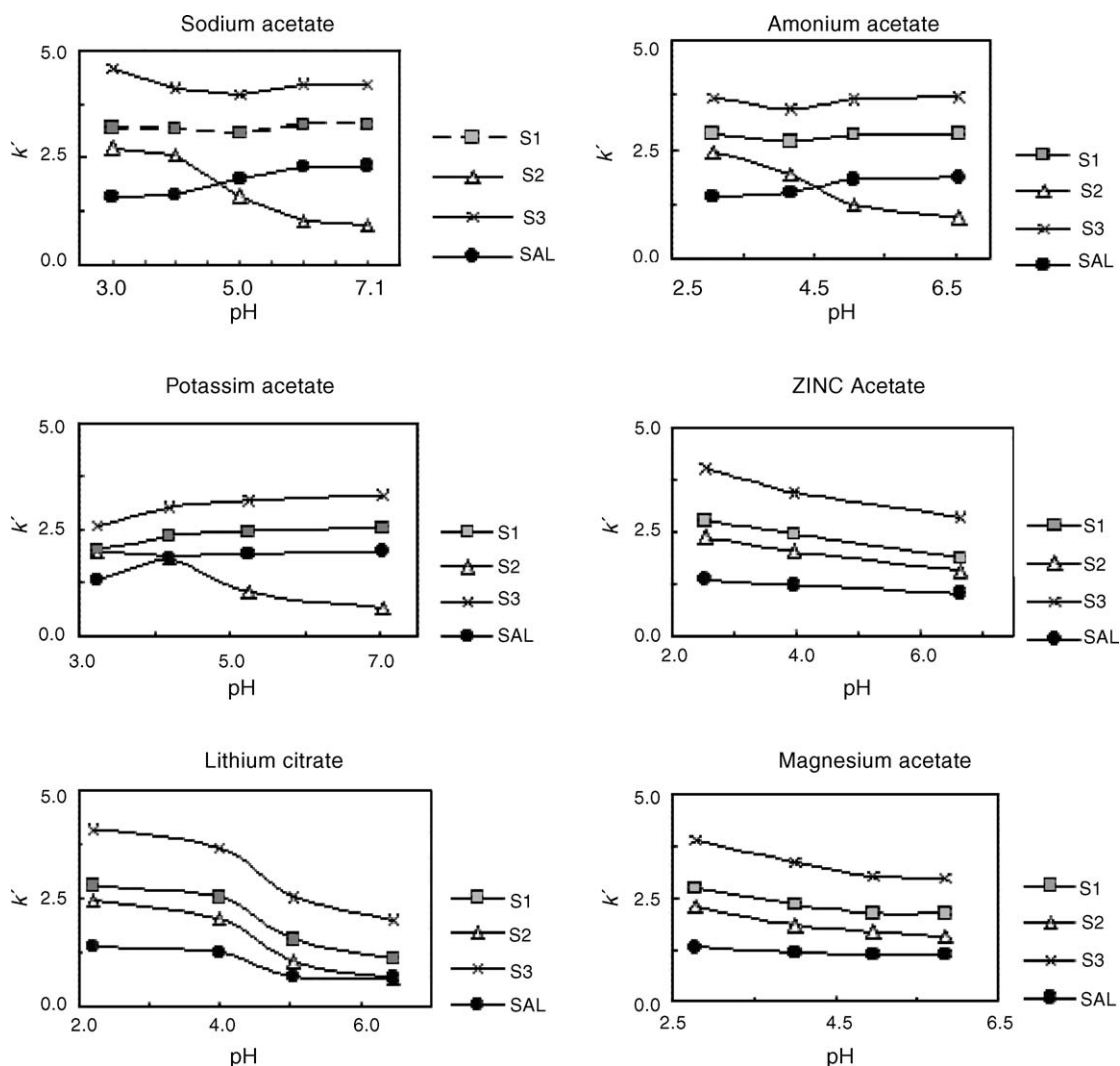 Sodium acetate
5.0
2.5
0.0
k´
3.0 5.0 7.1
pH
S1
S2
S3
SAL
Amonium acetate
5.0
2.5
0.0
k´
2.5 4.5 6.5
pH
S1
S2
S3
SAL
Potassim acetate
5.0
2.5
0.0
k´
3.0 5.0 7.0
pH
S1
S2
S3
SAL
ZINC Acetate
5.0
2.5
0.0
k´
2.0 4.0 6.0
pH
S1
S2
S3
SAL
Lithium citrate
5.0
2.5
0.0
k´
2.0 4.0 6.0
pH
S1
S2
S3
SAL
Magnesium acetate
5.0
2.5
0.0
k´
2.5 4.5 6.5
pH
S1
S2
S3
SAL